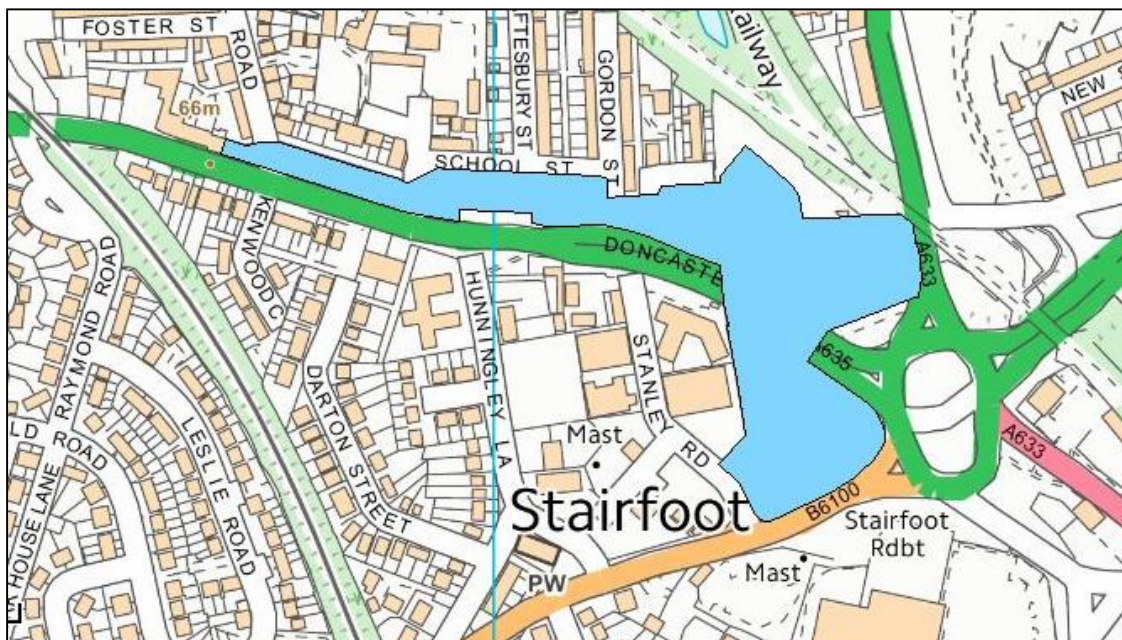 FOSTER ST
ROAD
66m
FTESBURY ST
GORDON S
Railway
NEW S
SCHOOL ST
KENWOOD C
DONCASTE
A633
RAYMOND ROAD
HUNNINGLEY LA
STANLEY RD
A635
DARTON STREET
LESLIE ROAD
LD ROAD
HOUSE LANE
Mast
A633
Stairfoot
B6100
Stairfoot
Rdbt
Mast
PW